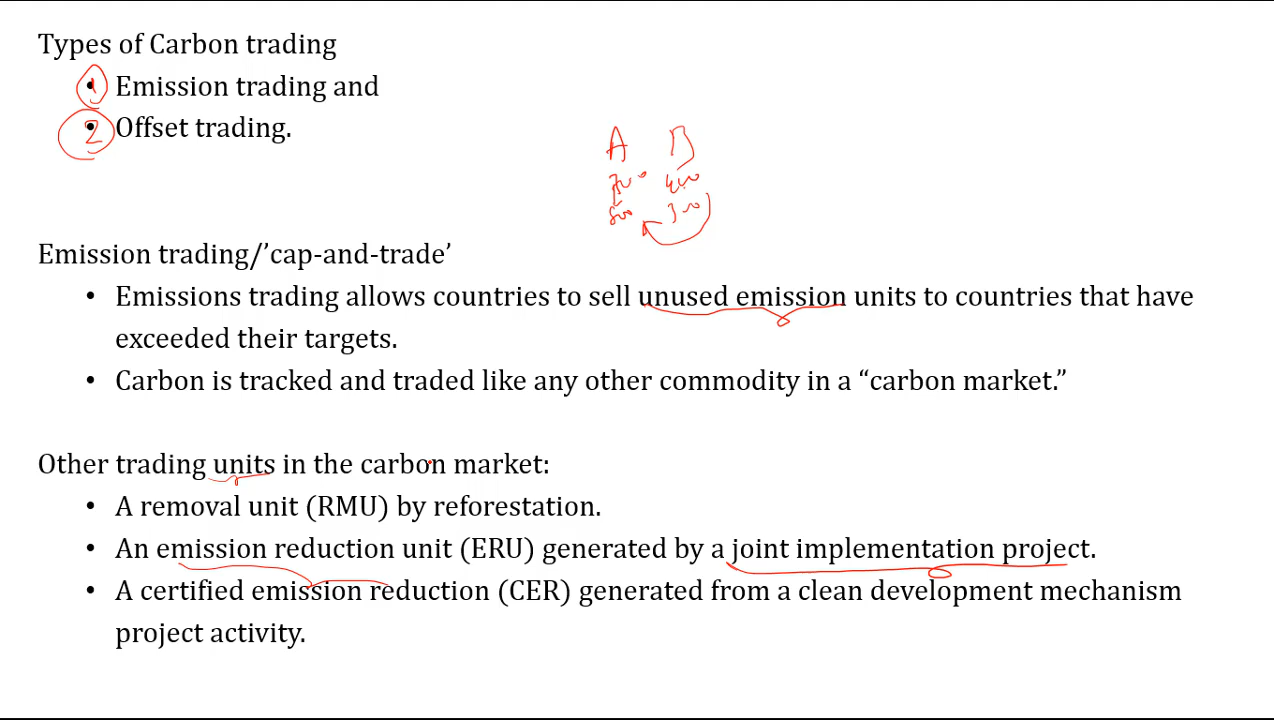 Types of Carbon trading
1 • Emission trading and
2 • Offset trading.
A B
300
Emission trading/’cap-and-trade’
• Emissions trading allows countries to sell unused emission units to countries that have
exceeded their targets.
• Carbon is tracked and traded like any other commodity in a “carbon market.”
Other trading units in the carbon market:
• A removal unit (RMU) by reforestation.
• An emission reduction unit (ERU) generated by a joint implementation project.
• A certified emission reduction (CER) generated from a clean development mechanism
project activity.